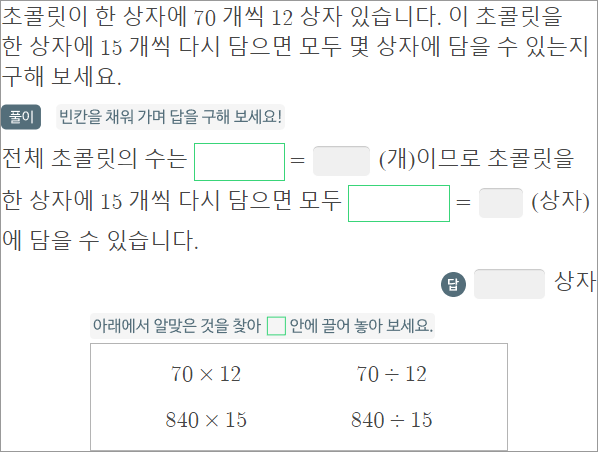 초콜릿이 한 상자에 70 개씩 12 상자 있습니다. 이 초콜릿을
한 상자에 15 개씩 다시 담으면 모두 몇 상자에 담을 수 있는지
구해 보세요.
풀이 빈칸을 채워 가며 답을 구해 보세요!
전체 초콜릿의 수는 = (개)이므로 초콜릿을
한 상자에 15 개씩 다시 담으면 모두 = (상자)
에 담을 수 있습니다.
답 상자
아래에서 알맞은 것을 찾아 안에 끌어 놓아 보세요.
70 × 12 70 ÷ 12
840 × 15 840 ÷ 15